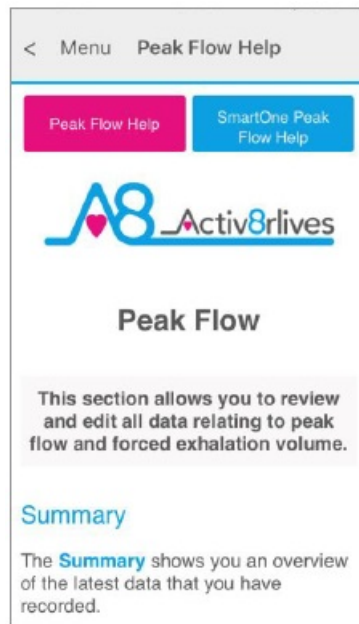 < Menu Peak Flow Help
Peak Flow Help
SmartOne Peak
Flow Help
A8 Activ8rlives
Peak Flow
This section allows you to review
and edit all data relating to peak
flow and forced exhalation volume.
Summary
The Summary shows you an overview
of the latest data that you have
recorded.